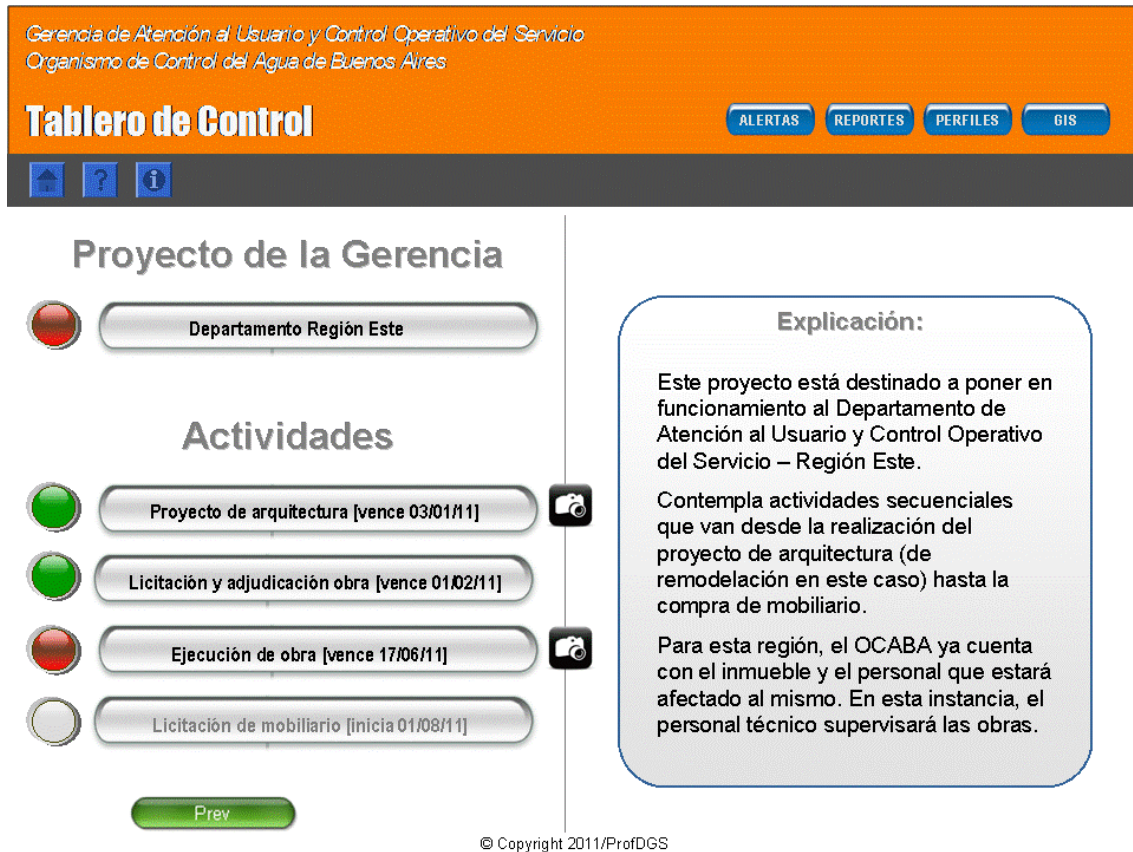 Gerencia de Atención al Usuario y Control Operativo del Servicio
Organismo de Control del Agua de Buenos Aires
Tablero de Control
ALERTAS REPORTES PERFILES GIS
?
i
Proyecto de la Gerencia
Departamento Región Este
Actividades
Proyecto de arquitectura [vence 03/01/11]
Licitación y adjudicación obra [vence 01/02/11]
Ejecución de obra [vence 17/06/11]
Licitación de mobiliario [inicia 01/08/11]
Prev
Explicación:
Este proyecto está destinado a poner en
funcionamiento al Departamento de
Atención al Usuario y Control Operativo
del Servicio – Región Este.
Contempla actividades secuenciales
que van desde la realización del
proyecto de arquitectura (de
remodelación en este caso) hasta la
compra de mobiliario.
Para esta región, el OCABA ya cuenta
con el inmueble y el personal que estará
afectado al mismo. En esta instancia, el
personal técnico supervisará las obras.
© Copyright 2011/ProfDGS